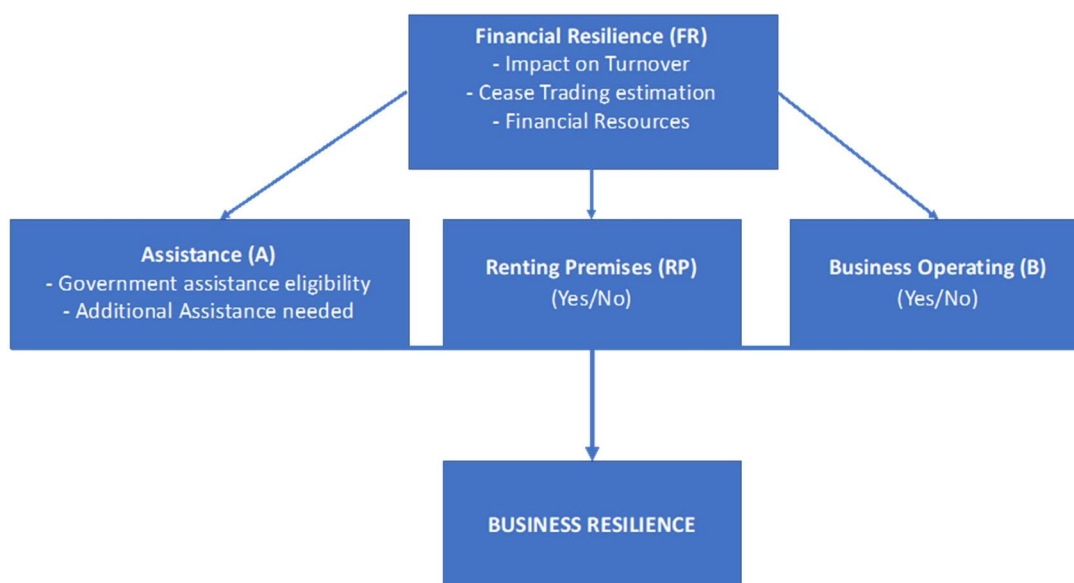 Financial Resilience (FR)
- Impact on Turnover
- Cease Trading estimation
- Financial Resources
Assistance (A)
- Government assistance eligibility
- Additional Assistance needed
Renting Premises (RP)
(Yes/No)
Business Operating (B)
(Yes/No)
BUSINESS RESILIENCE